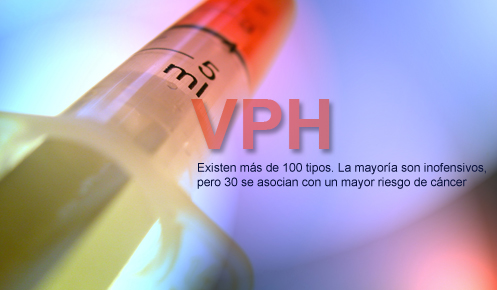 5
ml
VPH
Existen más de 100 tipos. La mayoría son inofensivos,
pero 30 se asocian con un mayor riesgo de cáncer